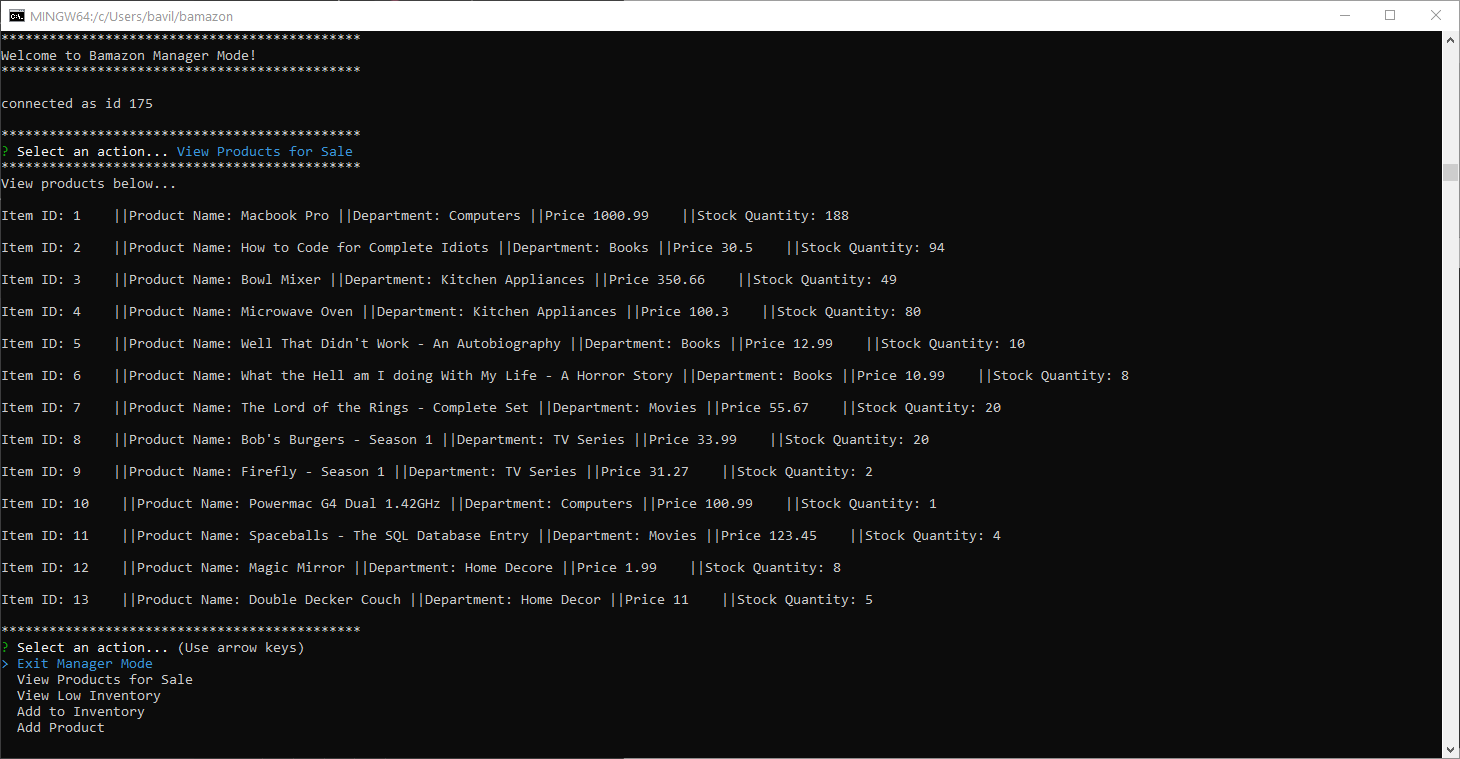 MINGW64:/c/Users/bavil/bamazon
*********************************************
Welcome to Bamazon Manager Mode!
*********************************************
connected as id 175
*********************************************
? Select an action... View Products for Sale
*********************************************
View products below...
Item ID: 1    ||Product Name: Macbook Pro ||Department: Computers ||Price 1000.99    ||Stock Quantity: 188
Item ID: 2    ||Product Name: How to Code for Complete Idiots ||Department: Books ||Price 30.5    ||Stock Quantity: 94
Item ID: 3    ||Product Name: Bowl Mixer ||Department: Kitchen Appliances ||Price 350.66    ||Stock Quantity: 49
Item ID: 4    ||Product Name: Microwave Oven ||Department: Kitchen Appliances ||Price 100.3    ||Stock Quantity: 80
Item ID: 5    ||Product Name: Well That Didn't Work - An Autobiography ||Department: Books ||Price 12.99    ||Stock Quantity: 10
Item ID: 6    ||Product Name: What the Hell am I doing With My Life - A Horror Story ||Department: Books ||Price 10.99    ||Stock Quantity: 8
Item ID: 7    ||Product Name: The Lord of the Rings - Complete Set ||Department: Movies ||Price 55.67    ||Stock Quantity: 20
Item ID: 8    ||Product Name: Bob's Burgers - Season 1 ||Department: TV Series ||Price 33.99    ||Stock Quantity: 20
Item ID: 9    ||Product Name: Firefly - Season 1 ||Department: TV Series ||Price 31.27    ||Stock Quantity: 2
Item ID: 10    ||Product Name: Powermac G4 Dual 1.42GHz ||Department: Computers ||Price 100.99    ||Stock Quantity: 1
Item ID: 11    ||Product Name: Spaceballs - The SQL Database Entry ||Department: Movies ||Price 123.45    ||Stock Quantity: 4
Item ID: 12    ||Product Name: Magic Mirror ||Department: Home Decore ||Price 1.99    ||Stock Quantity: 8
Item ID: 13    ||Product Name: Double Decker Couch ||Department: Home Decor ||Price 11    ||Stock Quantity: 5
*********************************************
? Select an action... (Use arrow keys)
> Exit Manager Mode
  View Products for Sale
  View Low Inventory
  Add to Inventory
  Add Product